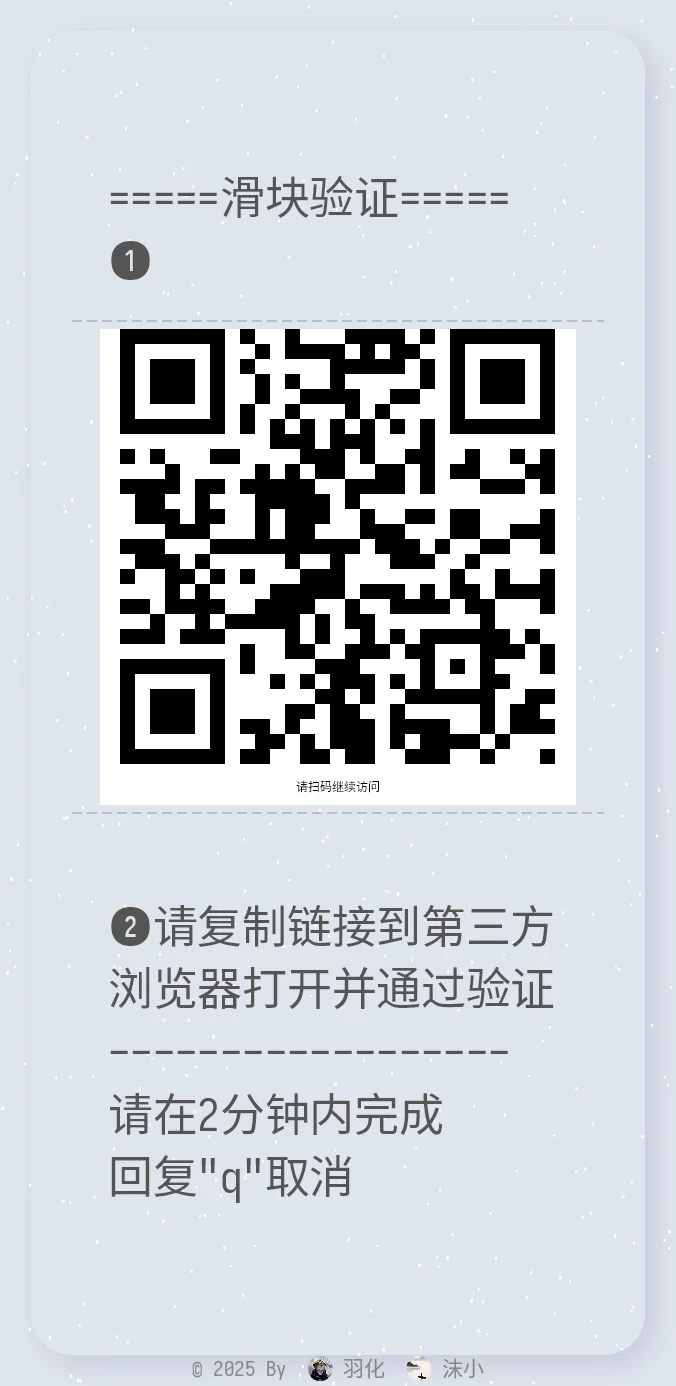 =====滑块验证=====
❶
请扫码继续访问
❷请复制链接到第三方
浏览器打开并通过验证
------------------
请在2分钟内完成
回复"q"取消
© 2025 By 羽化 沫小